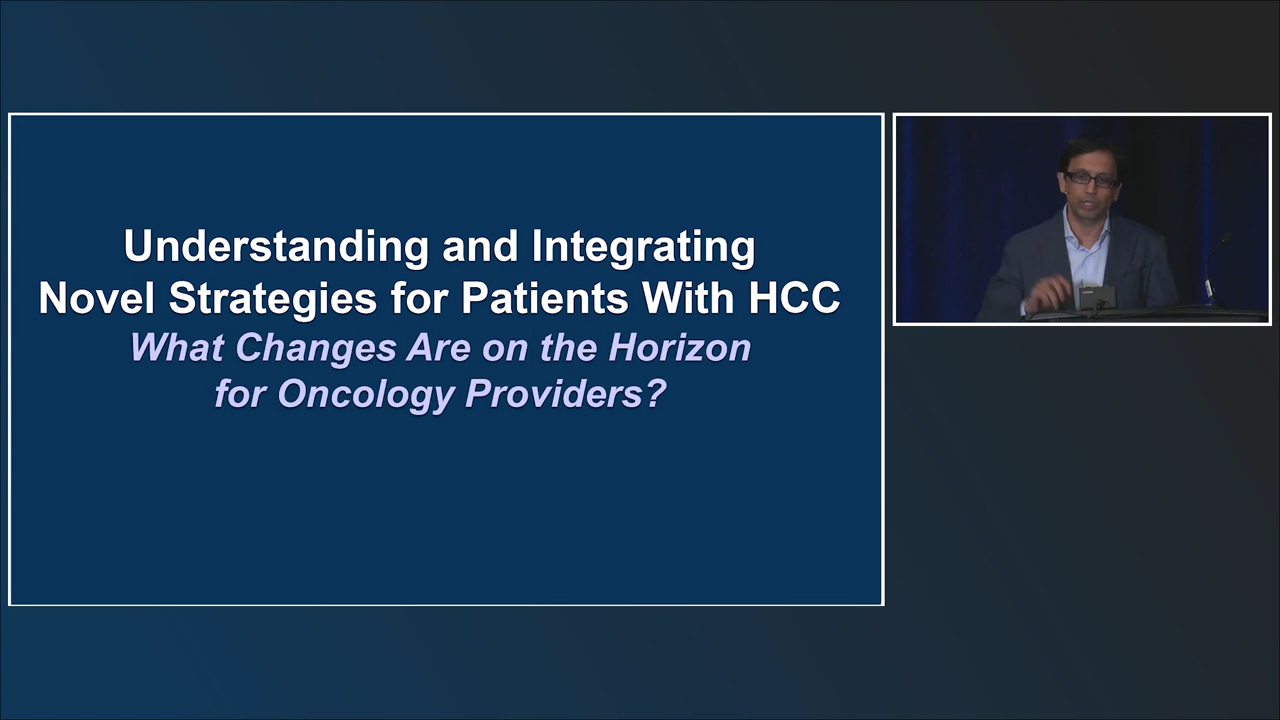 Understanding and Integrating
Novel Strategies for Patients With HCC
What Changes Are on the Horizon
for Oncology Providers?